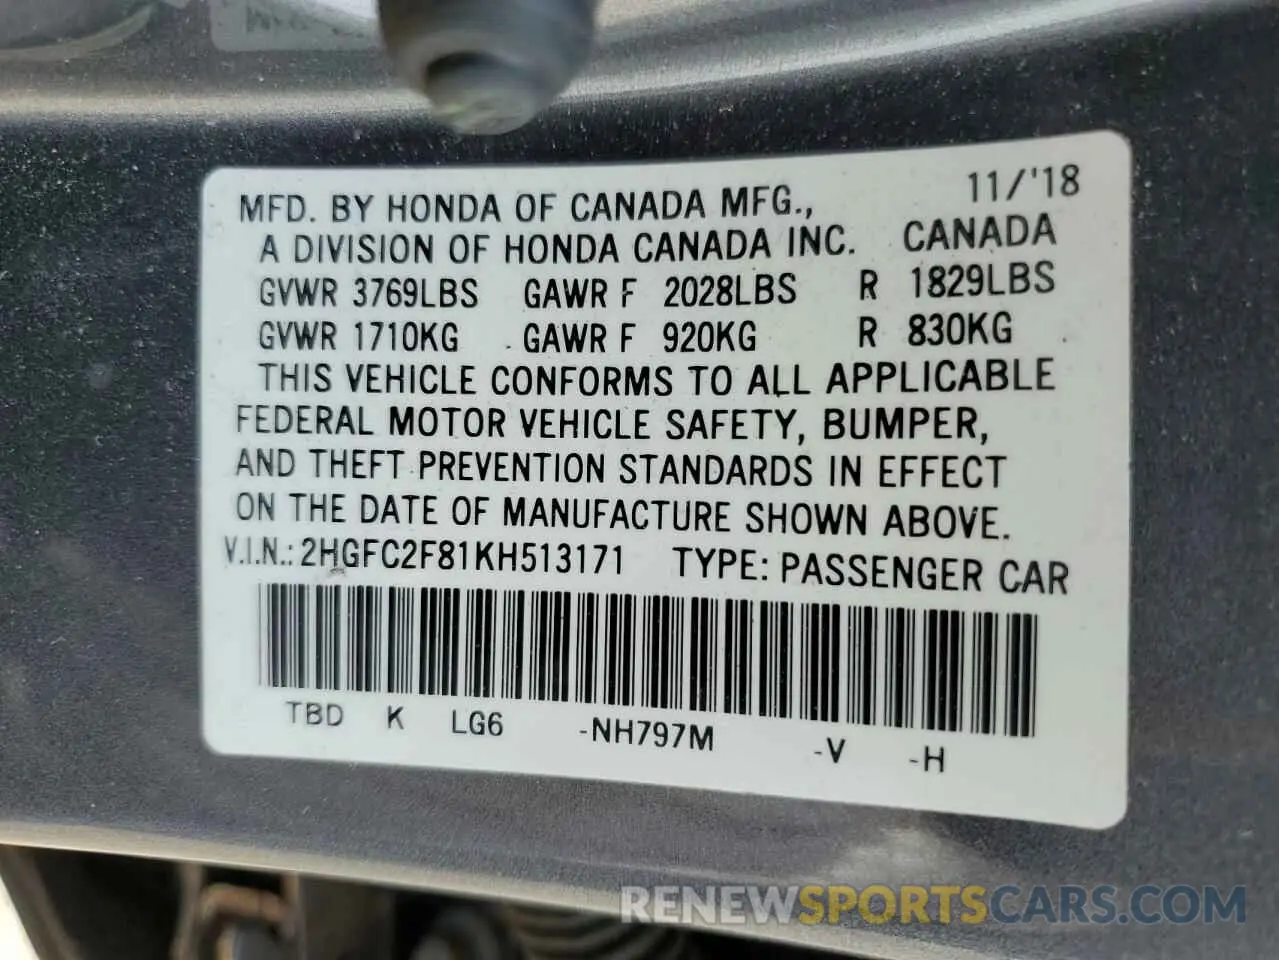 MFD. BY HONDA OF CANADA MFG., 11/'18
A DIVISION OF HONDA CANADA INC. CANADA
GVWR 3769LBS GAWR F 2028LBS R 1829LBS
GVWR 1710KG GAWR F 920KG R 830KG
THIS VEHICLE CONFORMS TO ALL APPLICABLE
FEDERAL MOTOR VEHICLE SAFETY, BUMPER,
AND THEFT PREVENTION STANDARDS IN EFFECT
ON THE DATE OF MANUFACTURE SHOWN ABOVE.
V.I.N.: 2HGFC2F81KH513171 TYPE: PASSENGER CAR
TBD K LG6 -NH797M -V -H
RENEWSPORTSCARS.COM